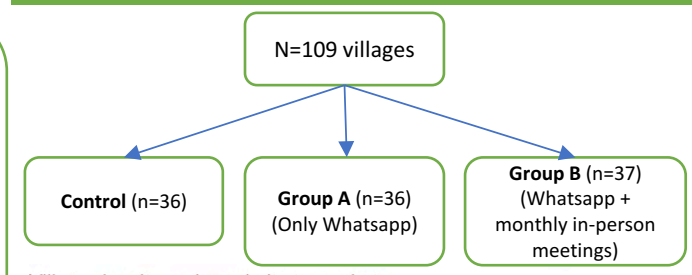 N=109 villages
Control (n=36)
Group A (n=36)
(Only Whatsapp)
Group B (n=37)
(Whatsapp +
monthly in-person
meetings)